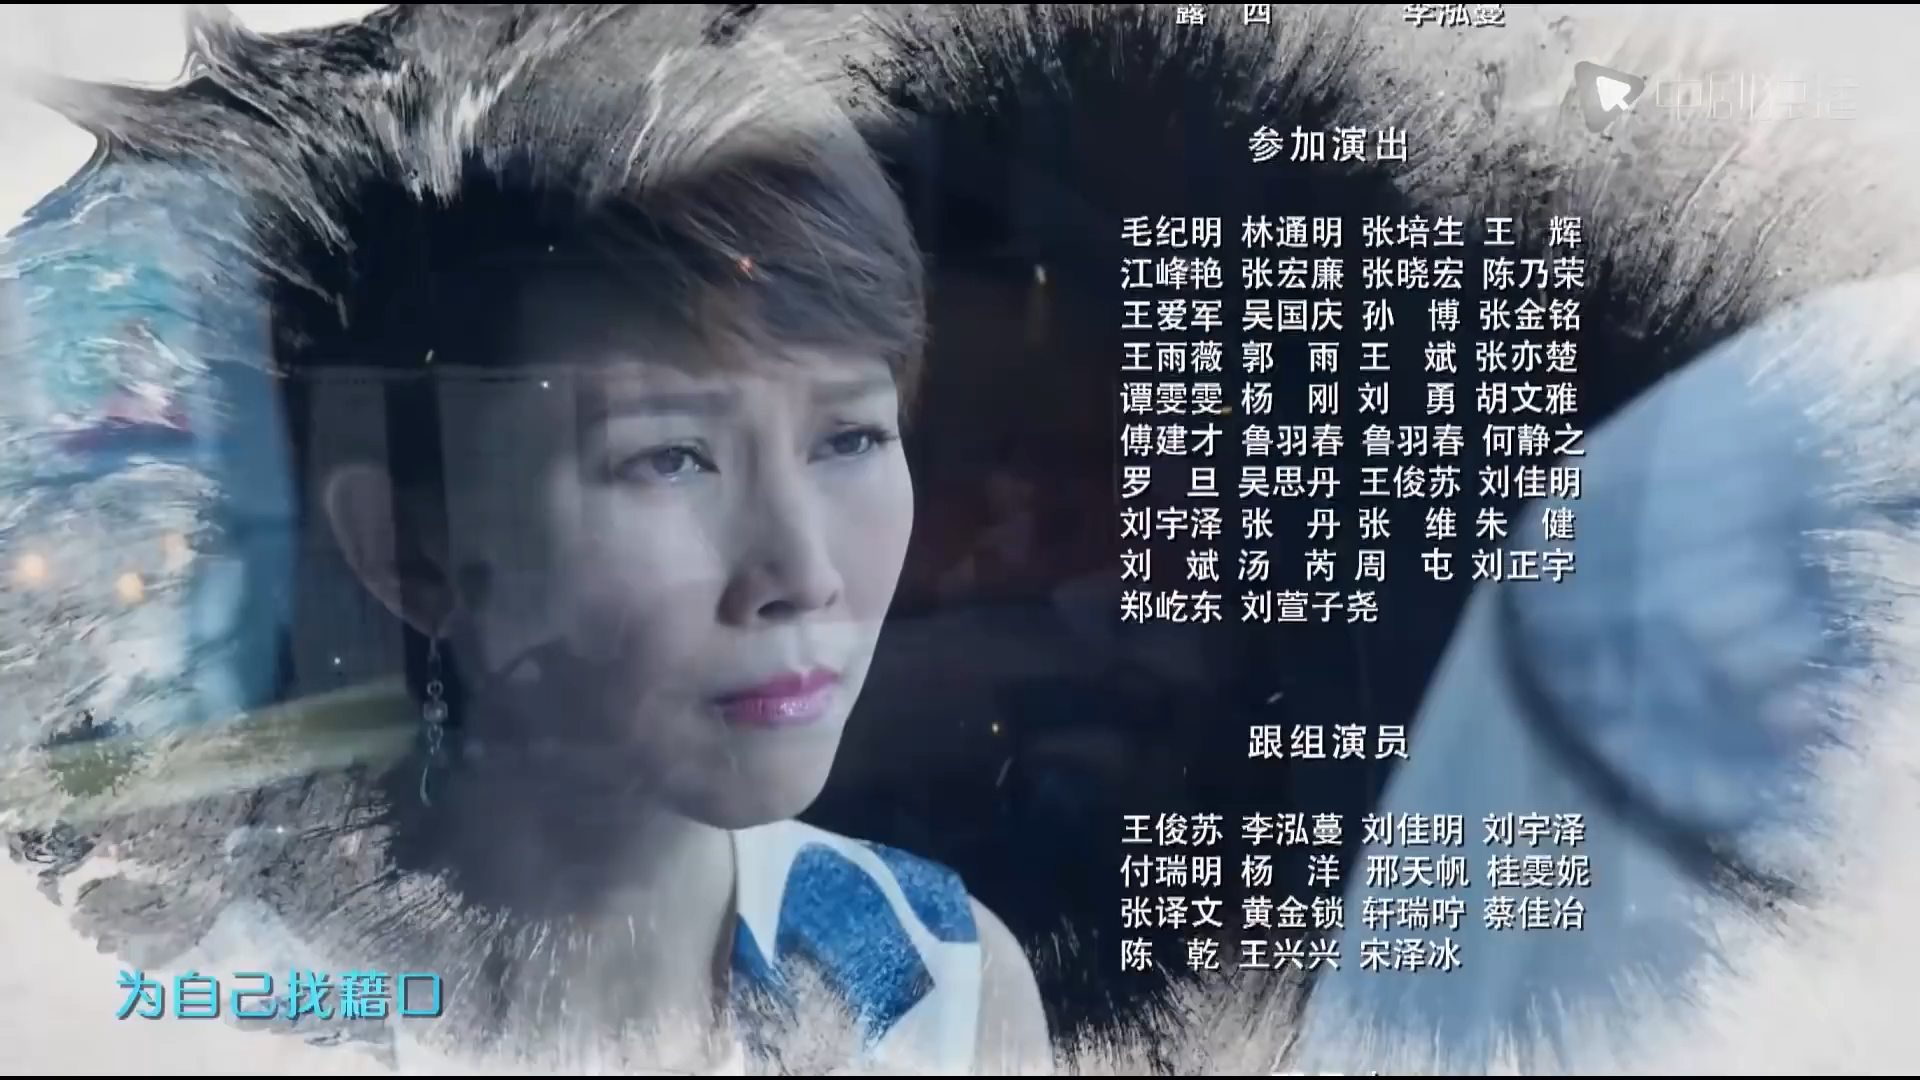 路 四 李泓蔓
参加演出
毛纪明 林通明 张培生 王 辉
江峰艳 张宏廉 张晓宏 陈乃荣
王爱军 吴国庆 孙 博 张金铭
王雨薇 郭 雨 王 斌 张亦楚
谭雯雯 杨 刚 刘 勇 胡文雅
傅建才 鲁羽春 鲁羽春 何静之
罗 旦 吴思丹 王俊苏 刘佳明
刘宇泽 张 丹 张 维 朱 健
刘 斌 汤 芮 周 屯 刘正宇
郑屹东 刘萱子尧
跟组演员
王俊苏 李泓蔓 刘佳明 刘宇泽
付瑞明 杨 洋 邢天帆 桂雯妮
张译文 黄金锁 轩瑞咛 蔡佳冶
陈 乾 王兴兴 宋泽冰
为自己找藉口